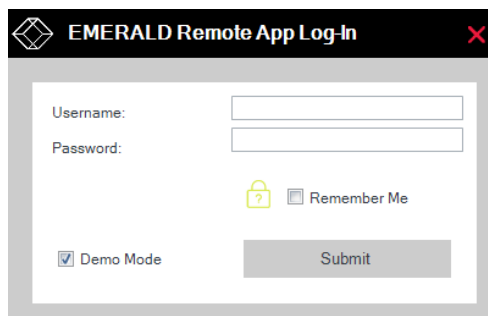 EMERALD Remote App Log-In
Username:
Password:
?
Remember Me
Demo Mode
Submit